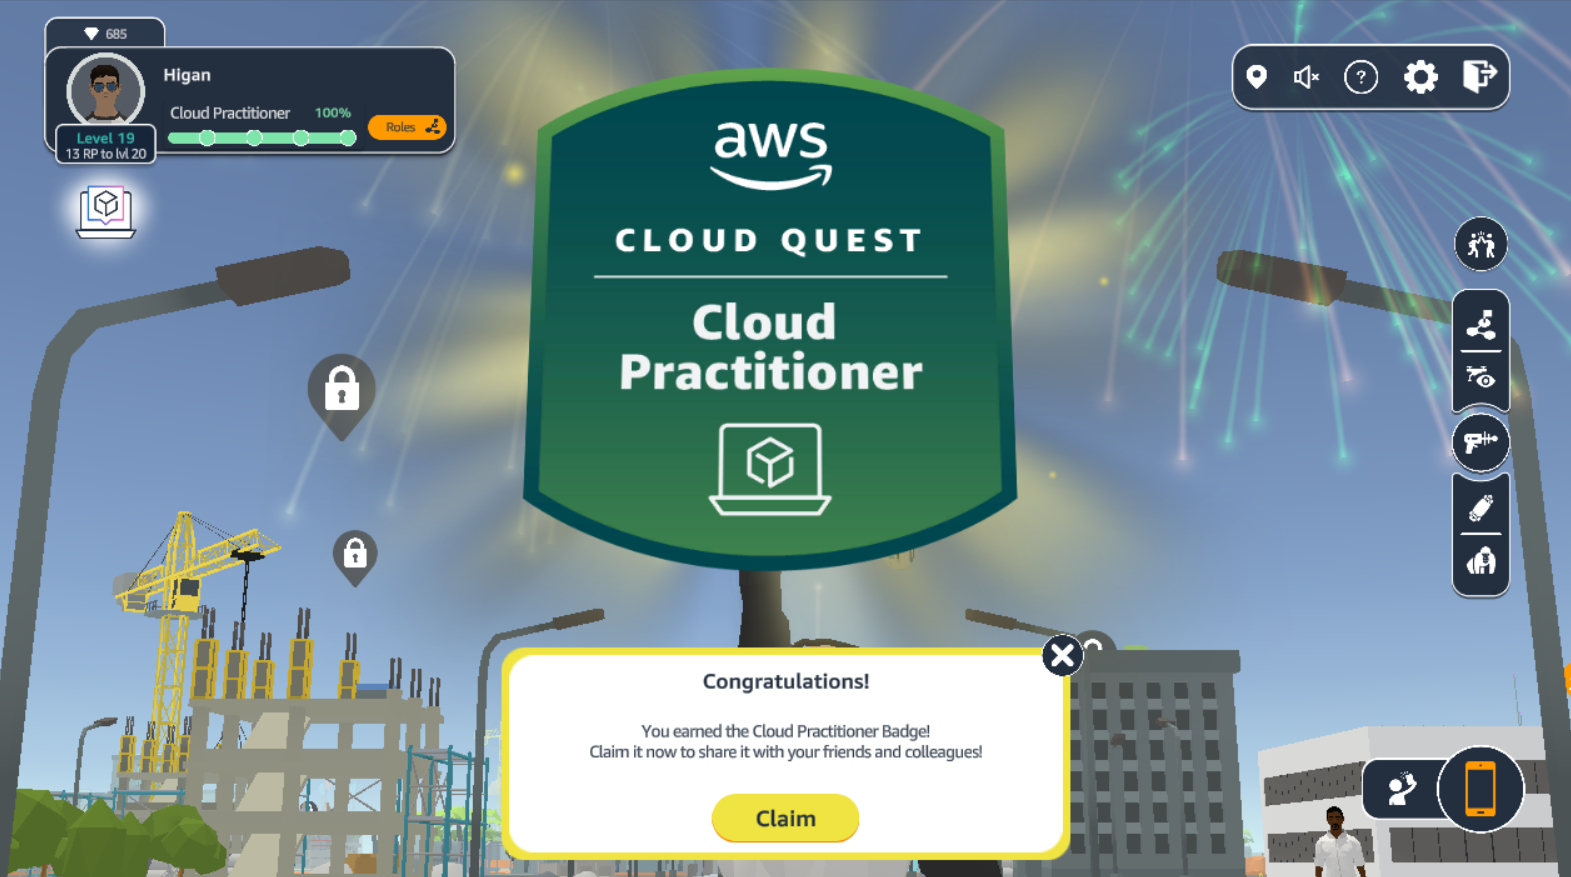 685
Higan
Cloud Practitioner 100%
Roles
Level 19
13 RP to lvl 20
aws
CLOUD QUEST
Cloud
Practitioner
?
Congratulations!
You earned the Cloud Practitioner Badge!
Claim it now to share it with your friends and colleagues!
Claim